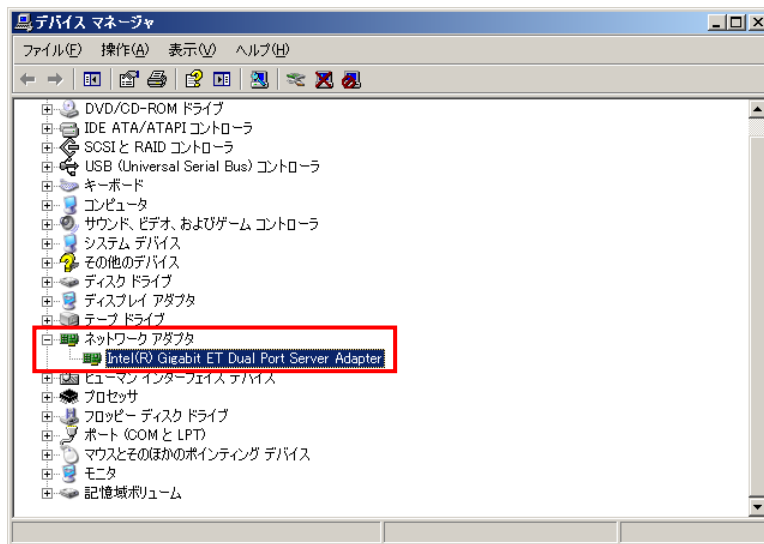 デバイス マネージャ
ファイル(F) 操作(A) 表示(V) ヘルプ(H)
DVD/CD-ROM ドライブ
IDE ATA/ATAPI コントローラ
SCSI と RAID コントローラ
USB (Universal Serial Bus) コントローラ
キーボード
コンピュータ
サウンド、ビデオ、およびゲーム コントローラ
システム デバイス
その他のデバイス
ディスク ドライブ
ディスプレイ アダプタ
テープ ドライブ
ネットワーク アダプタ
Intel(R) Gigabit ET Dual Port Server Adapter
ヒューマン インターフェイス デバイス
プロセッサ
フロッピー ディスク ドライブ
ポート (COM と LPT)
マウスとそのほかのポインティング デバイス
モニタ
記憶域ボリューム